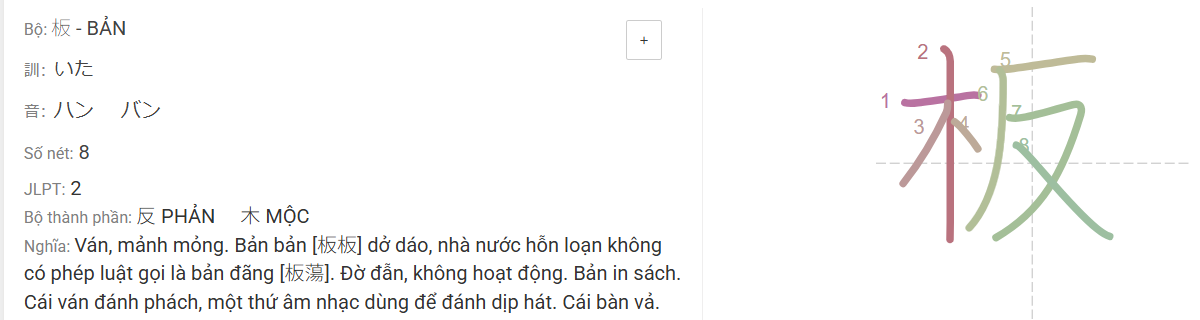 Bộ: 板 - BẢN
+
訓: いた
音: ハン バン
Số nét: 8
JLPT: 2
Bộ thành phần: 反 PHẢN 木 MỘC
Nghĩa: Ván, mảnh mỏng. Bản bản [板板] dở dáo, nhà nước hỗn loạn không
có phép luật gọi là bản đãng [板蕩]. Đờ đẫn, không hoạt động. Bản in sách.
Cái ván đánh phách, một thứ âm nhạc dùng để đánh dịp hát. Cái bàn vả.
板
1
2
3
4
5
6
7
8